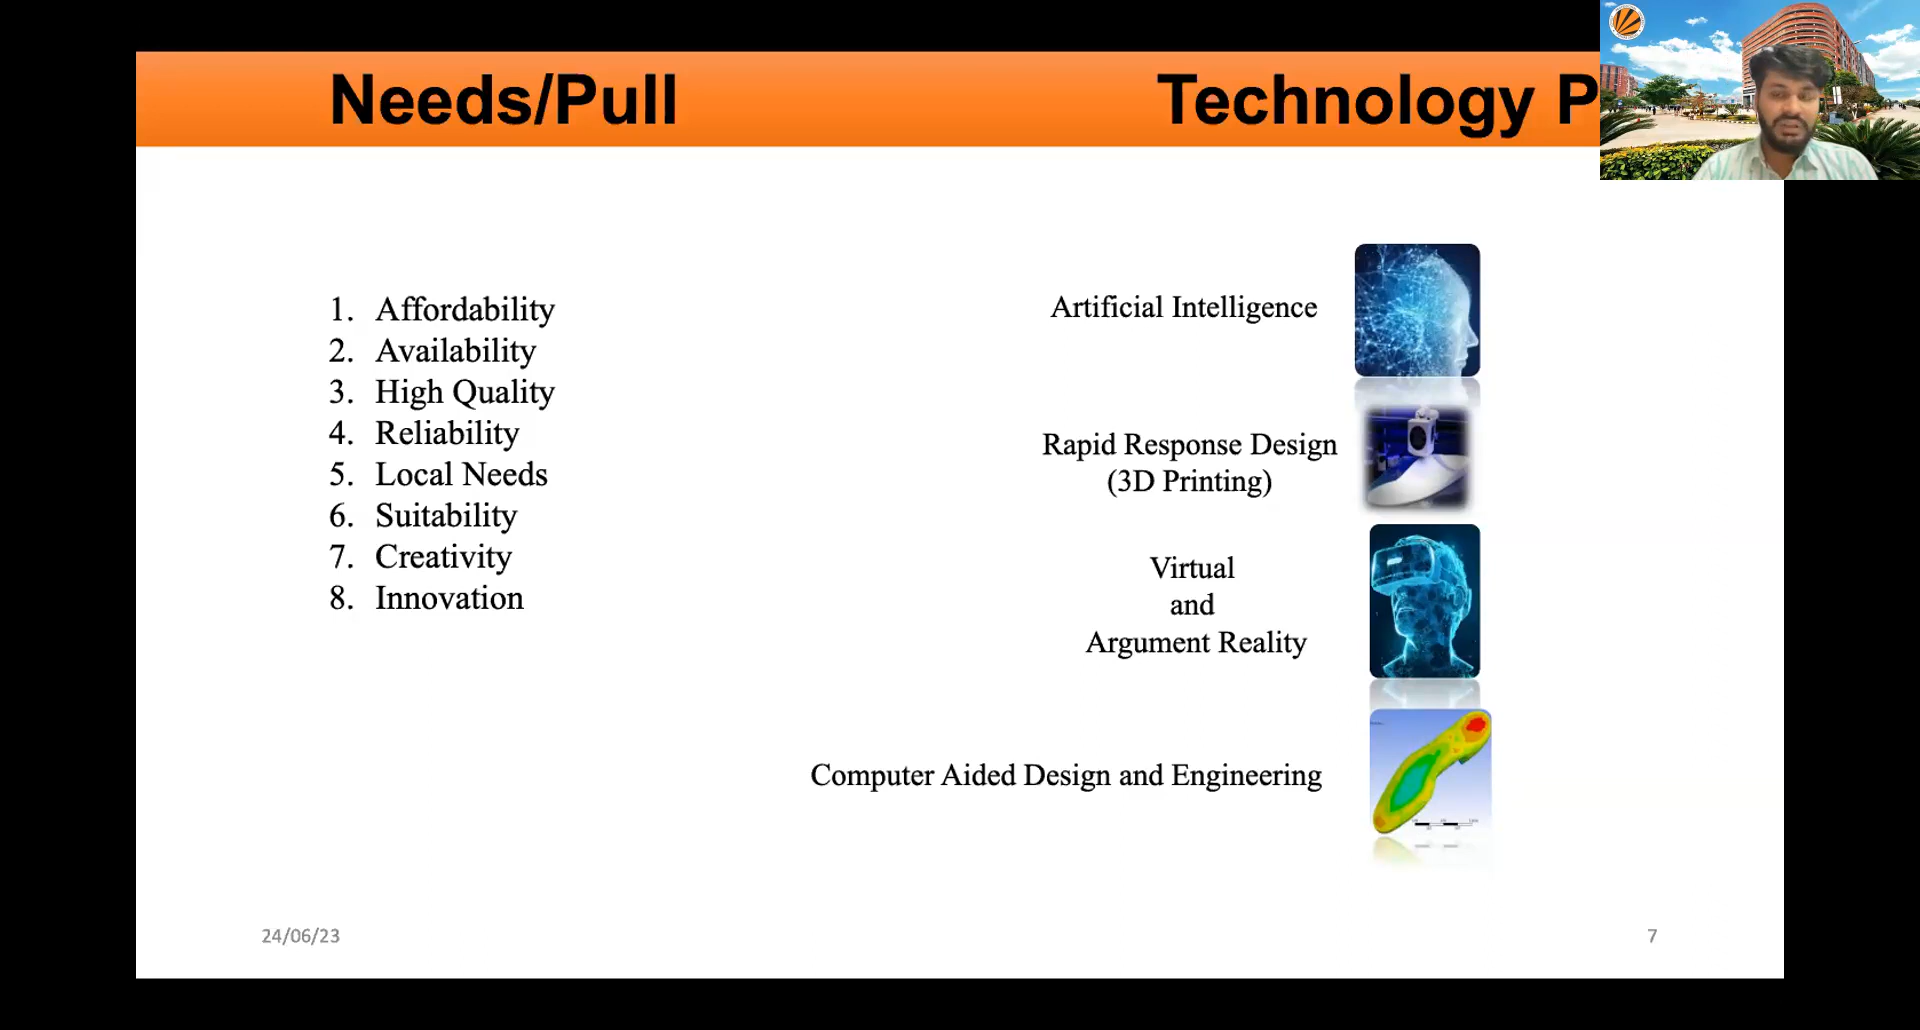 Needs/Pull
Technology P
1. Affordability
2. Availability
3. High Quality
4. Reliability
5. Local Needs
6. Suitability
7. Creativity
8. Innovation
Artificial Intelligence
Rapid Response Design
(3D Printing)
Virtual
and
Argument Reality
Computer Aided Design and Engineering
24/06/23
7